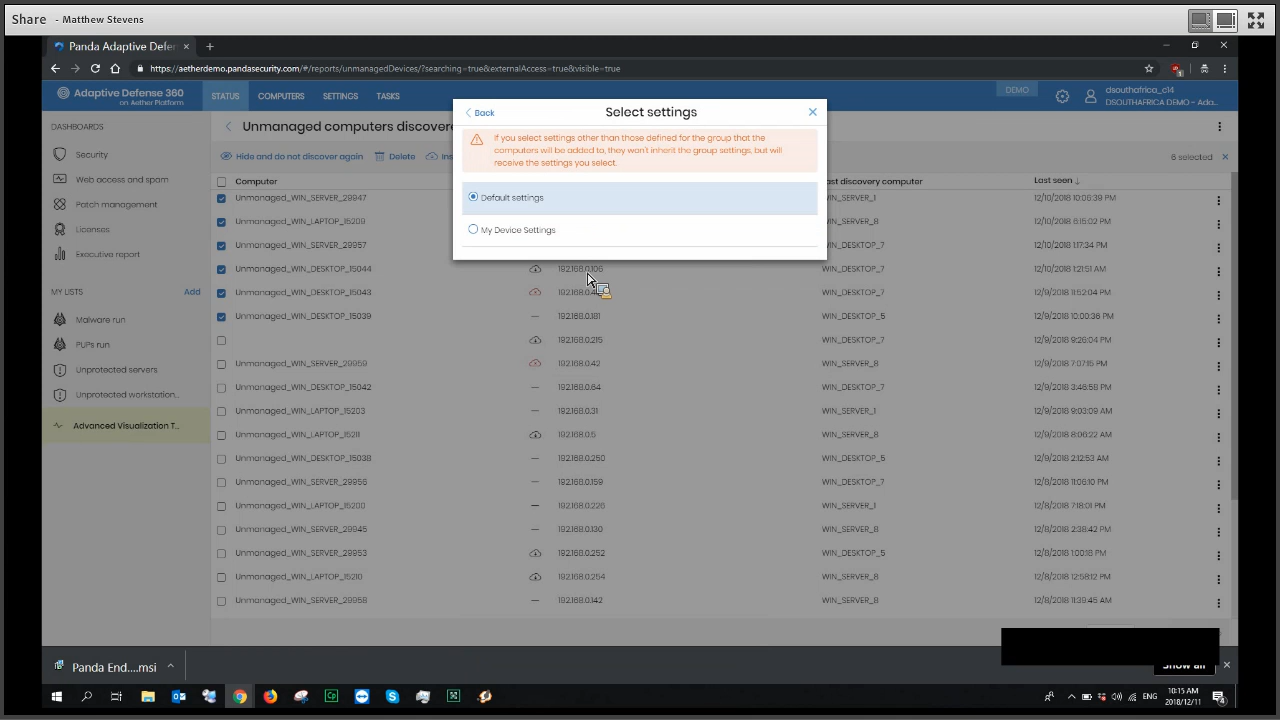 Share - Matthew Stevens
Panda Adaptive Defen
https://aetherdemo.pandasecurity.com/#/reports/unmanagedDevices/?searching=true&externalAccess=true&visible=true
Adaptive Defense 360
on Aether Platform
STATUS COMPUTERS SETTINGS TASKS
DEMO
dsouthafrica_c14
DSOUTHAFRICA DEMO - Ada...
DASHBOARDS
Security
Web access and spam
Patch management
Licenses
Executive report
MY LISTS Add
Malware run
PUPs run
Unprotected servers
Unprotected workstation...
Advanced Visualization T...
Unmanaged computers discovere
Hide and do not discover again Delete Ins
6 selected
Back Select settings
If you select settings other than those defined for the group that the
computers will be added to, they won't inherit the group settings, but will
receive the settings you select.
Default settings
My Device Settings
Computer discovery computer Last seen
Unmanaged_WIN_SERVER_29947 WIN_SERVER_1 12/10/2018 10:06:39 PM
Unmanaged_WIN_LAPTOP_15209 WIN_SERVER_8 12/10/2018 6:15:02 PM
Unmanaged_WIN_SERVER_29957 WIN_DESKTOP_7 12/10/2018 1:17:34 PM
Unmanaged_WIN_DESKTOP_15044 192.168.0.106 WIN_DESKTOP_7 12/10/2018 1:21:51 AM
Unmanaged_WIN_DESKTOP_15043 192.168.0. WIN_DESKTOP_7 12/9/2018 11:52:04 PM
Unmanaged_WIN_DESKTOP_15039 192.168.0.181 WIN_DESKTOP_5 12/9/2018 10:00:36 PM
192.168.0.215 WIN_DESKTOP_7 12/9/2018 9:26:04 PM
Unmanaged_WIN_SERVER_29959 192.168.0.42 WIN_SERVER_8 12/9/2018 7:07:15 PM
Unmanaged_WIN_DESKTOP_15042 192.168.0.64 WIN_DESKTOP_7 12/9/2018 3:46:58 PM
Unmanaged_WIN_LAPTOP_15203 192.168.0.31 WIN_SERVER_1 12/9/2018 9:03:09 AM
Unmanaged_WIN_LAPTOP_15211 192.168.0.5 WIN_SERVER_8 12/9/2018 8:06:22 AM
Unmanaged_WIN_DESKTOP_15038 192.168.0.250 WIN_DESKTOP_5 12/9/2018 2:12:53 AM
Unmanaged_WIN_SERVER_29956 192.168.0.159 WIN_DESKTOP_7 12/8/2018 11:06:10 PM
Unmanaged_WIN_LAPTOP_15200 192.168.0.226 WIN_SERVER_1 12/8/2018 7:18:01 PM
Unmanaged_WIN_SERVER_29945 192.168.0.130 WIN_SERVER_8 12/8/2018 2:38:42 PM
Unmanaged_WIN_SERVER_29953 192.168.0.252 WIN_DESKTOP_5 12/8/2018 1:00:18 PM
Unmanaged_WIN_LAPTOP_15210 192.168.0.254 WIN_SERVER_8 12/8/2018 12:58:12 PM
Unmanaged_WIN_SERVER_29958 192.168.0.142 WIN_SERVER_8 12/8/2018 11:39:45 AM
Panda End....msi
Show all
ENG
10:15 AM
2018/12/11